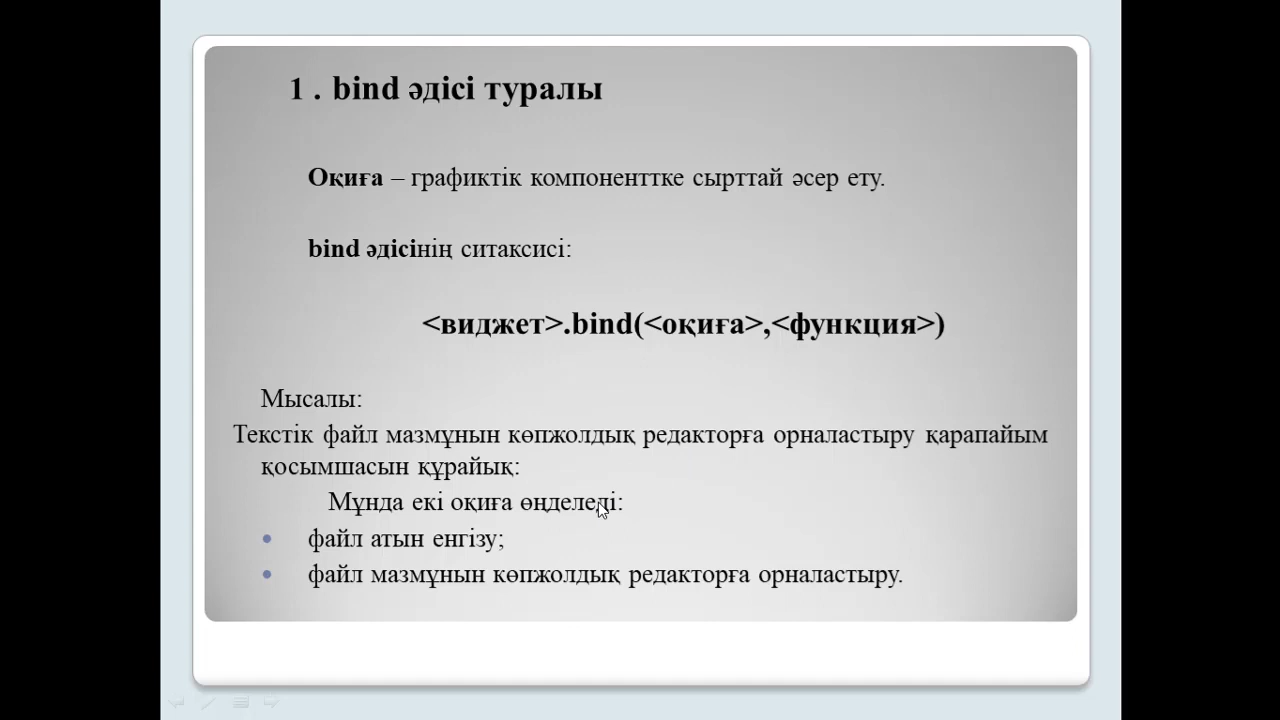 1 . bind әдісі туралы
Оқиға – графиктік компоненттке сырттай әсер ету.
bind әдісінің ситаксисі:
<виджет>.bind(<оқиға>,<функция>)
Мысалы:
Текстік файл мазмұнын көпжолдық редакторға орналастыру қарапайым
қосымшасын құрайық:
Мұнда екі оқиға өңделеді:
• файл атын енгізу;
• файл мазмұнын көпжолдық редакторға орналастыру.